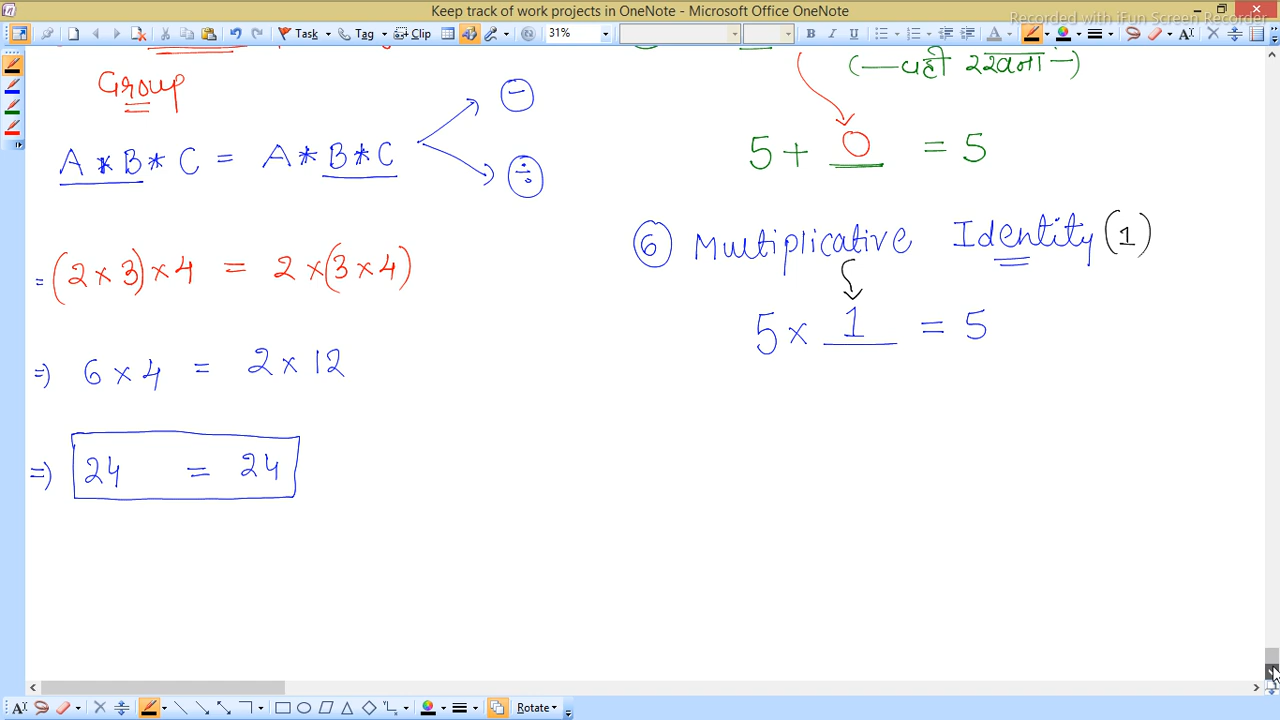 Keep track of work projects in OneNote - Microsoft Office OneNote
Recorded with iFun Screen Recorder
Task Tag Clip 31% B I U A
Group
A * B * C = A * B * C
−
÷
= (2 × 3) × 4 = 2 × (3 × 4)
⇒ 6 × 4 = 2 × 12
⇒ 24 = 24
5 + 0 = 5
⑥ Multiplicative Identity (1)
5 × 1 = 5
Rotate